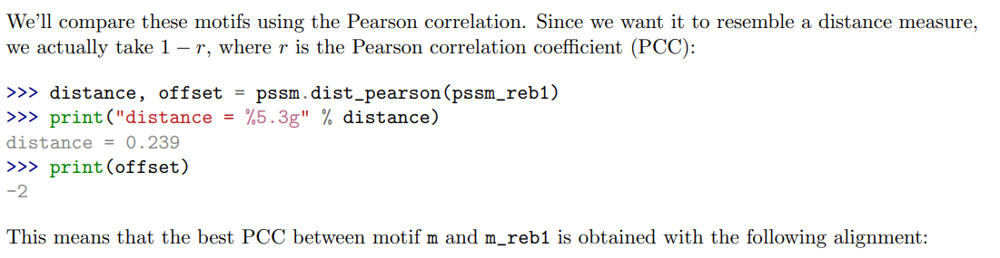 We’ll compare these motifs using the Pearson correlation. Since we want it to resemble a distance measure,
we actually take 1 − r, where r is the Pearson correlation coefficient (PCC):
>>> distance, offset = pssm.dist_pearson(pssm_reb1)
>>> print("distance = %5.3g" % distance)
distance = 0.239
>>> print(offset)
-2
This means that the best PCC between motif m and m_reb1 is obtained with the following alignment: